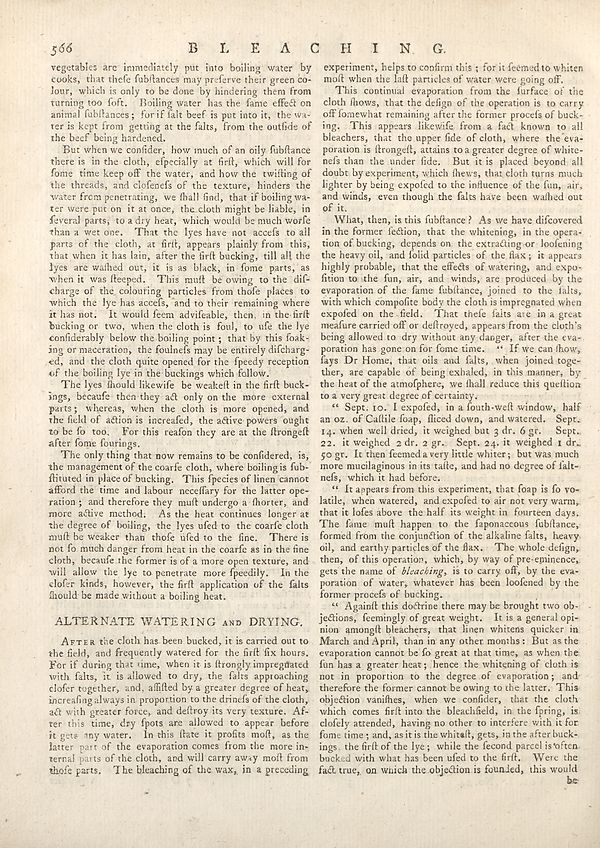 566 BLEACHING.
vegetables are immediately put into boiling water by
cooks, that theſe ſubſtances may preſerve their green co-
lour, which is only to be done by hindering them from
turning too ſoft. Boiling water has the ſame effect on
animal ſubſtances; for if ſalt beef is put into it, the wa-
ter is kept from getting at the ſalts, from the outſide of
the beef being hardened.
But when we conſider, how much of an oily ſubſtance
there is in the cloth, eſpecially at firſt, which will for
ſome time keep off the water, and how the twiſting of
the threads, and cloſeneſs of the texture, hinders the
water from penetrating, we ſhall find, that if boiling wa-
ter were put on it at once, the cloth might be liable, in
ſeveral parts, to a dry heat, which would be much worſe
than a wet one. That the lyes have not acceſs to all
parts of the cloth, at firſt, appears plainly from this,
that when it has lain, after the firſt bucking, till all the
lyes are waſhed out, it is as black, in ſome parts, as
when it was ſteeped. This muſt be owing to the diſ-
charge of the colouring particles from thoſe places to
which the lye has acceſs, and to their remaining where
it has not. It would ſeem adviſeable, then, in the firſt
bucking or two, when the cloth is foul, to uſe the lye
conſiderably below the boiling point; that by this ſoak-
ing or maceration, the foulneſs may be entirely diſcharg-
ed, and the cloth quite opened for the ſpeedy reception
of the boiling lye in the buckings which follow.
The lyes ſhould likewiſe be weakeſt in the firſt buck-
ings, becauſe then they act only on the more external
parts; whereas, when the cloth is more opened, and
the field of action is increaſed, the active powers ought
to be ſo too. For this reaſon they are at the ſtrongeſt
after ſome ſourings.
The only thing that now remains to be conſidered, is,
the management of the coarſe cloth, where boiling is ſub-
ſtituted in place of bucking. This ſpecies of linen cannot
afford the time and labour neceſſary for the latter ope-
ration; and therefore they muſt undergo a ſhorter, and
more active method. As the heat continues longer at
the degree of boiling, the lyes uſed to the coarſe cloth
muſt be weaker than thoſe uſed to the fine. There is
not ſo much danger from heat in the coarſe as in the fine
cloth, becauſe the former is of a more open texture, and
will allow the lye to penetrate more ſpeedily. In the
cloſer kinds, however, the firſt application of the ſalts
ſhould be made without a boiling heat.
ALTERNATE WATERING AND DRYING.
AFTER the cloth has been bucked, it is carried out to
the field, and frequently watered for the firſt ſix hours.
For if during that time, when it is ſtrongly impregnated
with ſalts, it is allowed to dry, the ſalts approaching
cloſer together, and, aſſiſted by a greater degree of heat,
increaſing always in proportion to the drineſs of the cloth,
act with greater force, and deſtroy its very texture. Af-
ter this time, dry ſpots are allowed to appear before
it gets any water. In this ſtate it profits moſt, as the
latter part of the evaporation comes from the more in-
ternal parts of the cloth, and will carry away moſt from
thoſe parts. The bleaching of the wax, in a preceding
experiment, helps to confirm this; for it ſeemed to whiten
moſt when the laſt particles of water were going off.
This continual evaporation from the ſurface of the
cloth ſhows, that the deſign of the operation is to carry
off ſomewhat remaining after the former proceſs of buck-
ing. This appears likewiſe from a fact known to all
bleachers, that the upper ſide of cloth, where the eva-
poration is ſtrongeſt, attains to a greater degree of white-
neſs than the under ſide. But it is placed beyond all
doubt by experiment, which ſhews, that cloth turns much
lighter by being expoſed to the influence of the ſun, air,
and winds, even though the ſalts have been waſhed out
of it.
What, then, is this ſubſtance? As we have diſcovered
in the former ſection, that the whitening, in the opera-
tion of bucking, depends on the extracting or looſening
the heavy oil, and ſolid particles of the flax; it appears
highly probable, that the effects of watering, and expo-
ſition to the ſun, air, and winds, are produced by the
evaporation of the ſame ſubſtance, joined to the ſalts,
with which compoſite body the cloth is impregnated when
expoſed on the field. That theſe ſalts are in a great
meaſure carried off or deſtroyed, appears from the cloth's
being allowed to dry without any danger, after the eva-
poration has gone on for ſome time. “ If we can ſhow,
ſays Dr Home, that oils and ſalts, when joined toge-
ther, are capable of being exhaled, in this manner, by
the heat of the atmoſphere, we ſhall reduce this queſtion
to a very great degree of certainty.
“ Sept. 10. I expoſed, in a ſouth-weſt window, half
an oz. of Caſtile ſoap, ſliced down, and watered. Sept.
14. when well dried, it weighed but 3 dr. 6 gr. Sept.
22. it weighed 2 dr. 2 gr. Sept. 24. it weighed 1 dr.
50 gr. It then ſeemed a very little whiter; but was much
more mucilaginous in its taſte, and had no degree of ſalt-
neſs, which it had before.
“ It appears from this experiment, that ſoap is ſo vo-
latile, when watered, and expoſed to air not very warm,
that it loſes above the half its weight in fourteen days.
The ſame muſt happen to the ſaponaceous ſubſtance,
formed from the conjunction of the alkaline ſalts, heavy
oil, and earthy particles of the flax. The whole deſign,
then, of this operation, which, by way of pre-eminence,
gets the name of bleaching, is to carry off, by the eva-
poration of water, whatever has been looſened by the
former proceſs of bucking.
“ Againſt this doctrine there may be brought two ob-
jections, ſeemingly of great weight. It is a general opi-
nion amongſt bleachers, that linen whitens quicker in
March and April, than in any other months: But as the
evaporation cannot be ſo great at that time, as when the
ſun has a greater heat; hence the whitening of cloth is
not in proportion to the degree of evaporation; and
therefore the former cannot be owing to the latter. This
objection vaniſhes, when we conſider, that the cloth
which comes firſt into the bleachfield, in the ſpring, is
cloſely attended, having no other to interfere with it for
ſome time; and, as it is the whiteſt, gets, in the after buck-
ings, the firſt of the lye; while the ſecond parcel is often
bucked with what has been uſed to the firſt. Were the
fact true, on which the objection is founded, this would
be